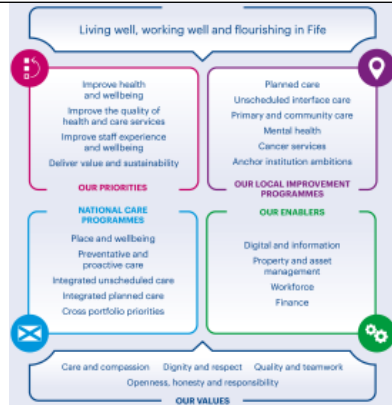 Living well, working well and flourishing in Fife
Improve health
and wellbeing
Improve the quality of
health and care services
Improve staff experience
and wellbeing
Deliver value and sustainability
OUR PRIORITIES
Planned care
Unscheduled interface care
Primary and community care
Mental health
Cancer services
Anchor institution ambitions
OUR LOCAL IMPROVEMENT
PROGRAMMES
NATIONAL CARE
PROGRAMMES
Place and wellbeing
Preventative and
proactive care
Integrated unscheduled care
Integrated planned care
Cross portfolio priorities
OUR ENABLERS
Digital and information
Property and asset
management
Workforce
Finance
Care and compassion Dignity and respect Quality and teamwork
Openness, honesty and responsibility
OUR VALUES